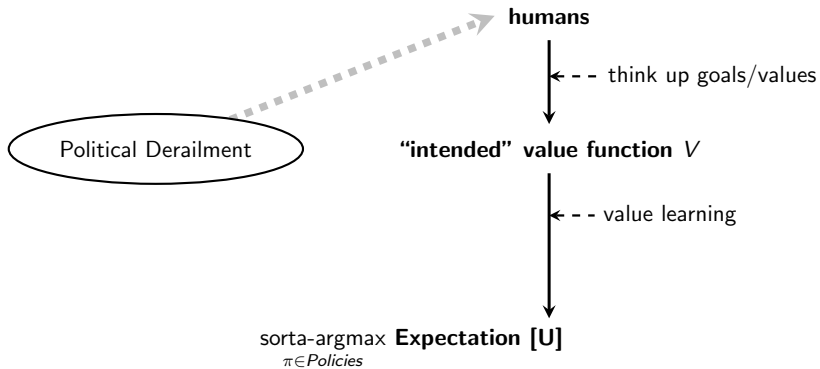 humans
think up goals/values
Political Derailment
“intended” value function V
value learning
sorta-argmax Expectation [U]
π∈Policies